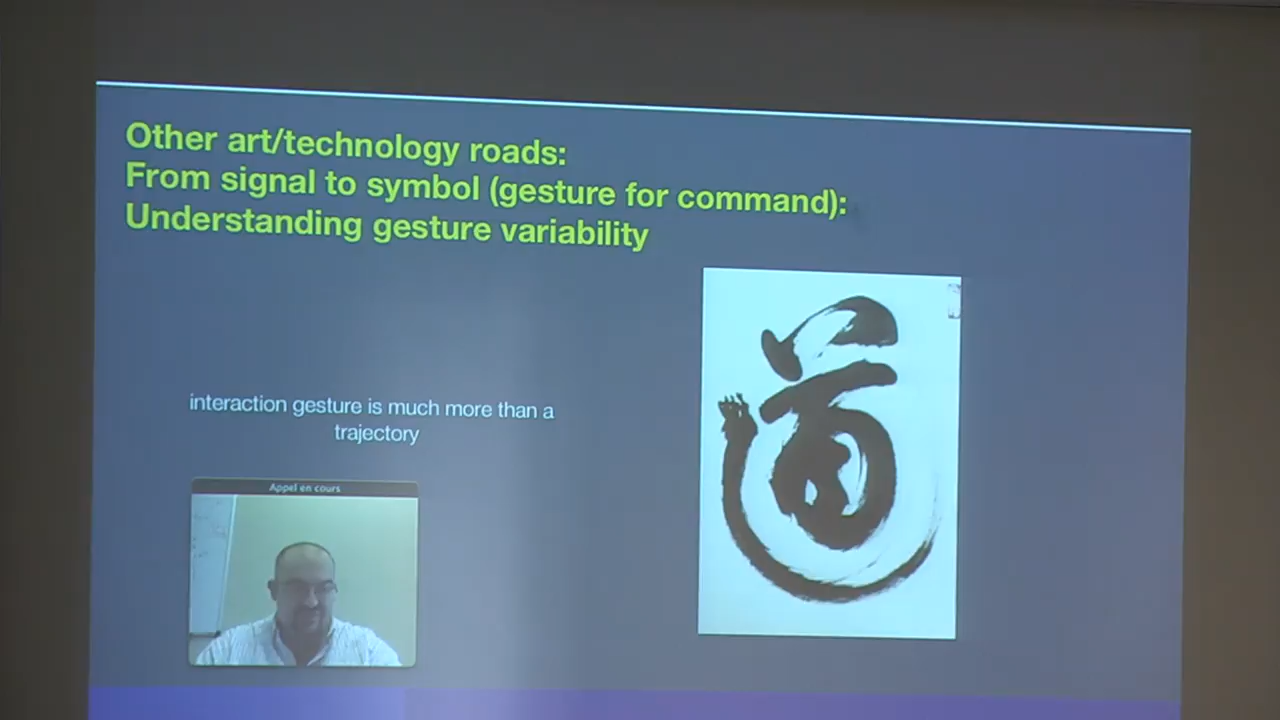 Other art/technology roads:
From signal to symbol (gesture for command):
Understanding gesture variability
interaction gesture is much more than a
trajectory
Appel en cours
道